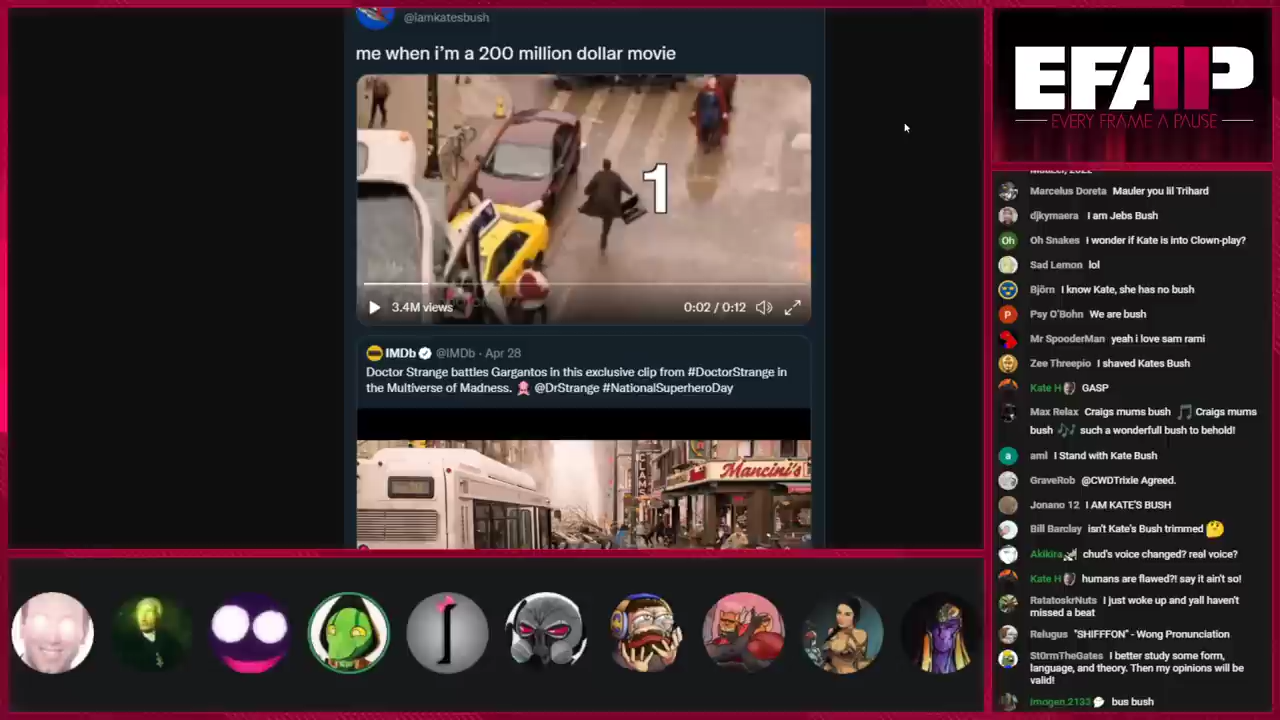 @iamkatesbush
me when i'm a 200 million dollar movie
1
3.4M views
0:02 / 0:12
IMDb @IMDb · Apr 28
Doctor Strange battles Gargantos in this exclusive clip from #DoctorStrange in
the Multiverse of Madness. @DrStrange #NationalSuperheroDay
CLAMS
Mancini's
EFAP
EVERY FRAME A PAUSE
Marcelus Doreta Mauler you lil Trihard
djkymaera I am Jebs Bush
Oh Snakes I wonder if Kate is into Clown-play?
Sad Lemon lol
Björn I know Kate, she has no bush
Psy O'Bohn We are bush
Mr SpooderMan yeah i love sam rami
Zee Threepio I shaved Kates Bush
Kate H GASP
Max Relax Craigs mums bush 🎵 Craigs mums
bush 🎶 such a wonderfull bush to behold!
aml I Stand with Kate Bush
GraveRob @CWDTrixie Agreed.
Jonano 12 I AM KATE'S BUSH
Bill Barclay isn't Kate's Bush trimmed 🤔
Akikira chud's voice changed? real voice?
Kate H humans are flawed?! say it ain't so!
RatatoskrNuts I just woke up and yall haven't
missed a beat
Relugus "SHIFFFON" - Wong Pronunciation
St0rmTheGates I better study some form,
language, and theory. Then my opinions will be
valid!
Imogen.2133 bus bush